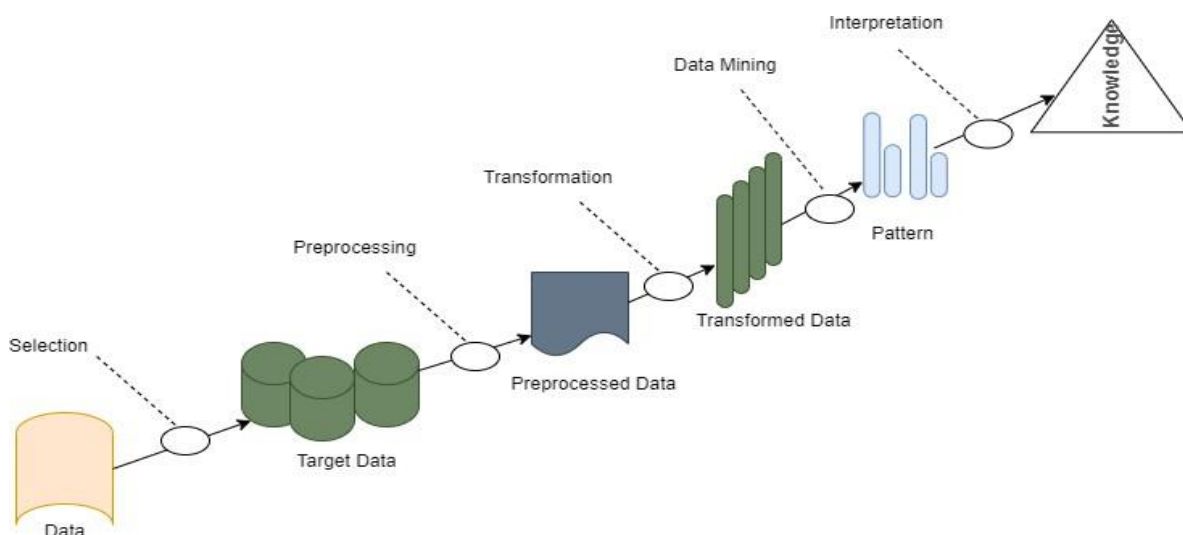 Interpretation
Knowledge
Data Mining
Transformation
Pattern
Preprocessing
Transformed Data
Selection
Preprocessed Data
Target Data
Data